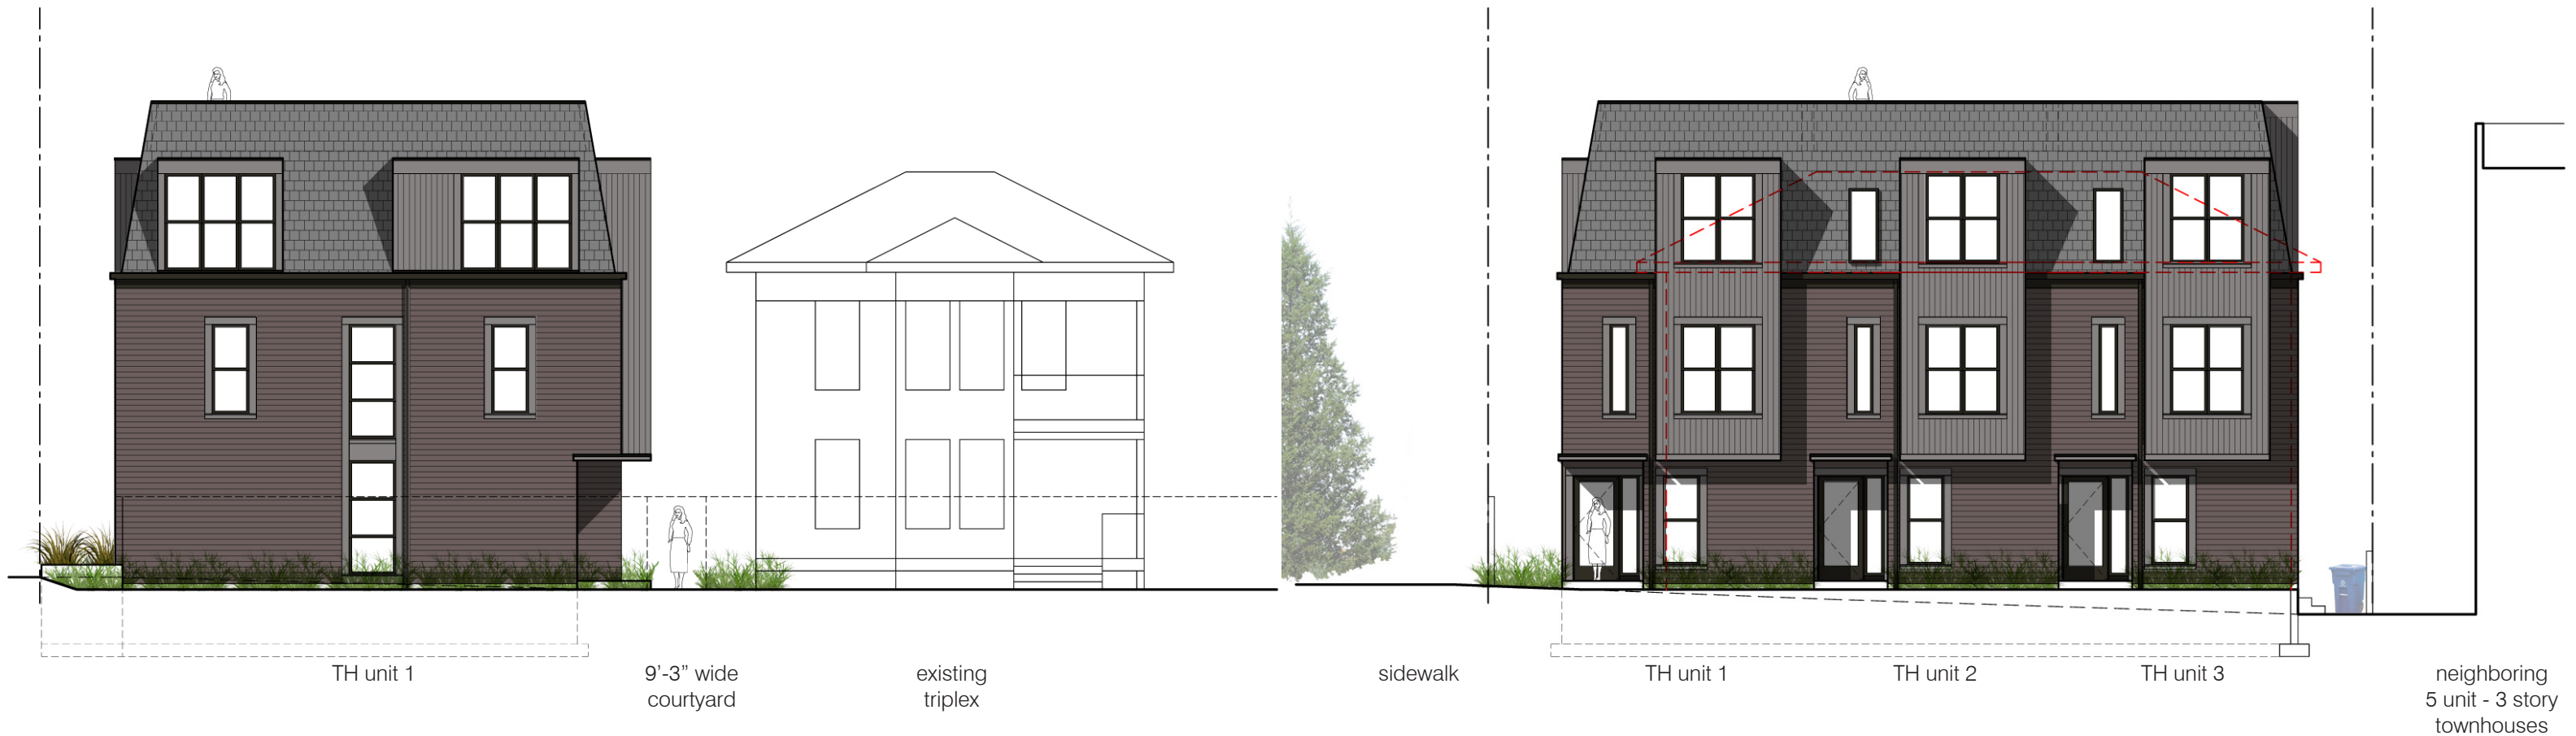 TH unit 1
9’-3” wide
courtyard
existing
triplex
sidewalk
TH unit 1
TH unit 2
TH unit 3
neighboring
5 unit - 3 story
townhouses